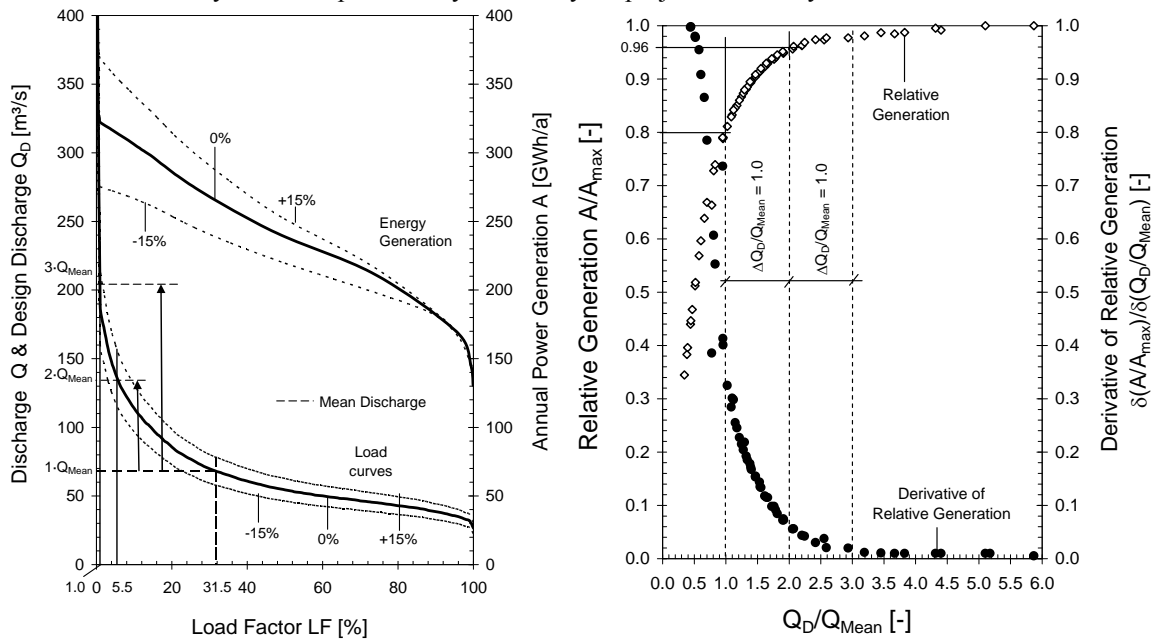 Discharge Q & Design Discharge Q_D [m³/s]
400
350
300
250
200
150
100
50
0
3·Q_Mean
2·Q_Mean
1·Q_Mean
0%
+15%
-15%
Energy
Generation
Mean Discharge
Load
curves
-15%
0%
+15%
1.0 0 5.5 20 31.5 40 60 80 100
Load Factor LF [%]
400
350
300
250
200
150
100
50
0
Annual Power Generation A [GWh/a]
Relative Generation A/A_max [-]
1.0
0.96
0.9
0.8
0.7
0.6
0.5
0.4
0.3
0.2
0.1
0.0
Relative
Generation
ΔQ_D/Q_Mean = 1.0
ΔQ_D/Q_Mean = 1.0
Derivative of
Relative Generation
0.0 0.5 1.0 1.5 2.0 2.5 3.0 3.5 4.0 4.5 5.0 5.5 6.0
Q_D/Q_Mean [-]
1.0
0.9
0.8
0.7
0.6
0.5
0.4
0.3
0.2
0.1
0.0
Derivative of Relative Generation
δ(A/A_max)/δ(Q_D/Q_Mean) [-]